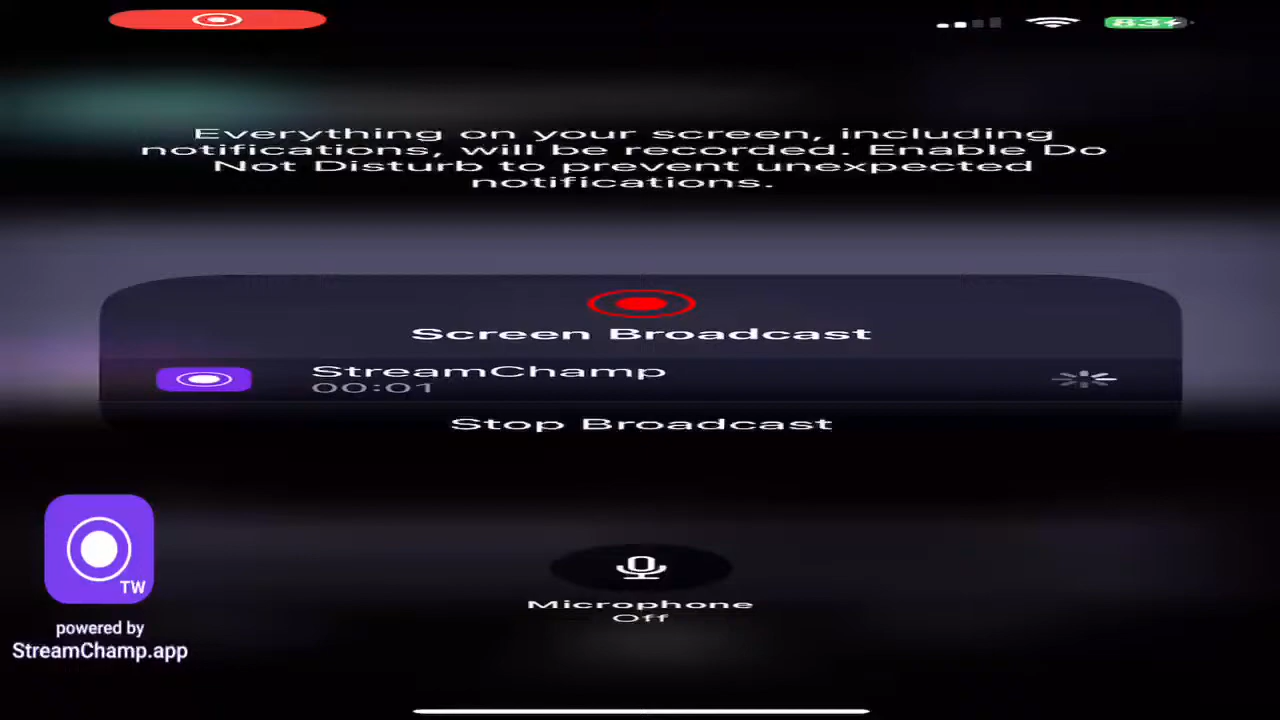 83
Everything on your screen, including
notifications, will be recorded. Enable Do
Not Disturb to prevent unexpected
notifications.
Screen Broadcast
StreamChamp
00:01
Stop Broadcast
TW
powered by
StreamChamp.app
Microphone
Off